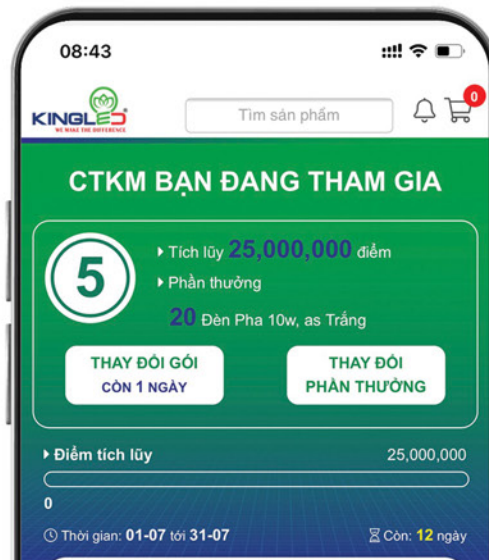 08:43
KINGLED
WE MAKE THE DIFFERENCE
Tìm sản phẩm
0
CTKM BẠN ĐANG THAM GIA
5
Tích lũy 25,000,000 điểm
Phần thưởng
20 Đèn Pha 10w, as Trắng
THAY ĐỔI GÓI
CÒN 1 NGÀY
THAY ĐỔI
PHẦN THƯỞNG
Điểm tích lũy 25,000,000
0
Thời gian: 01-07 tới 31-07 Còn: 12 ngày